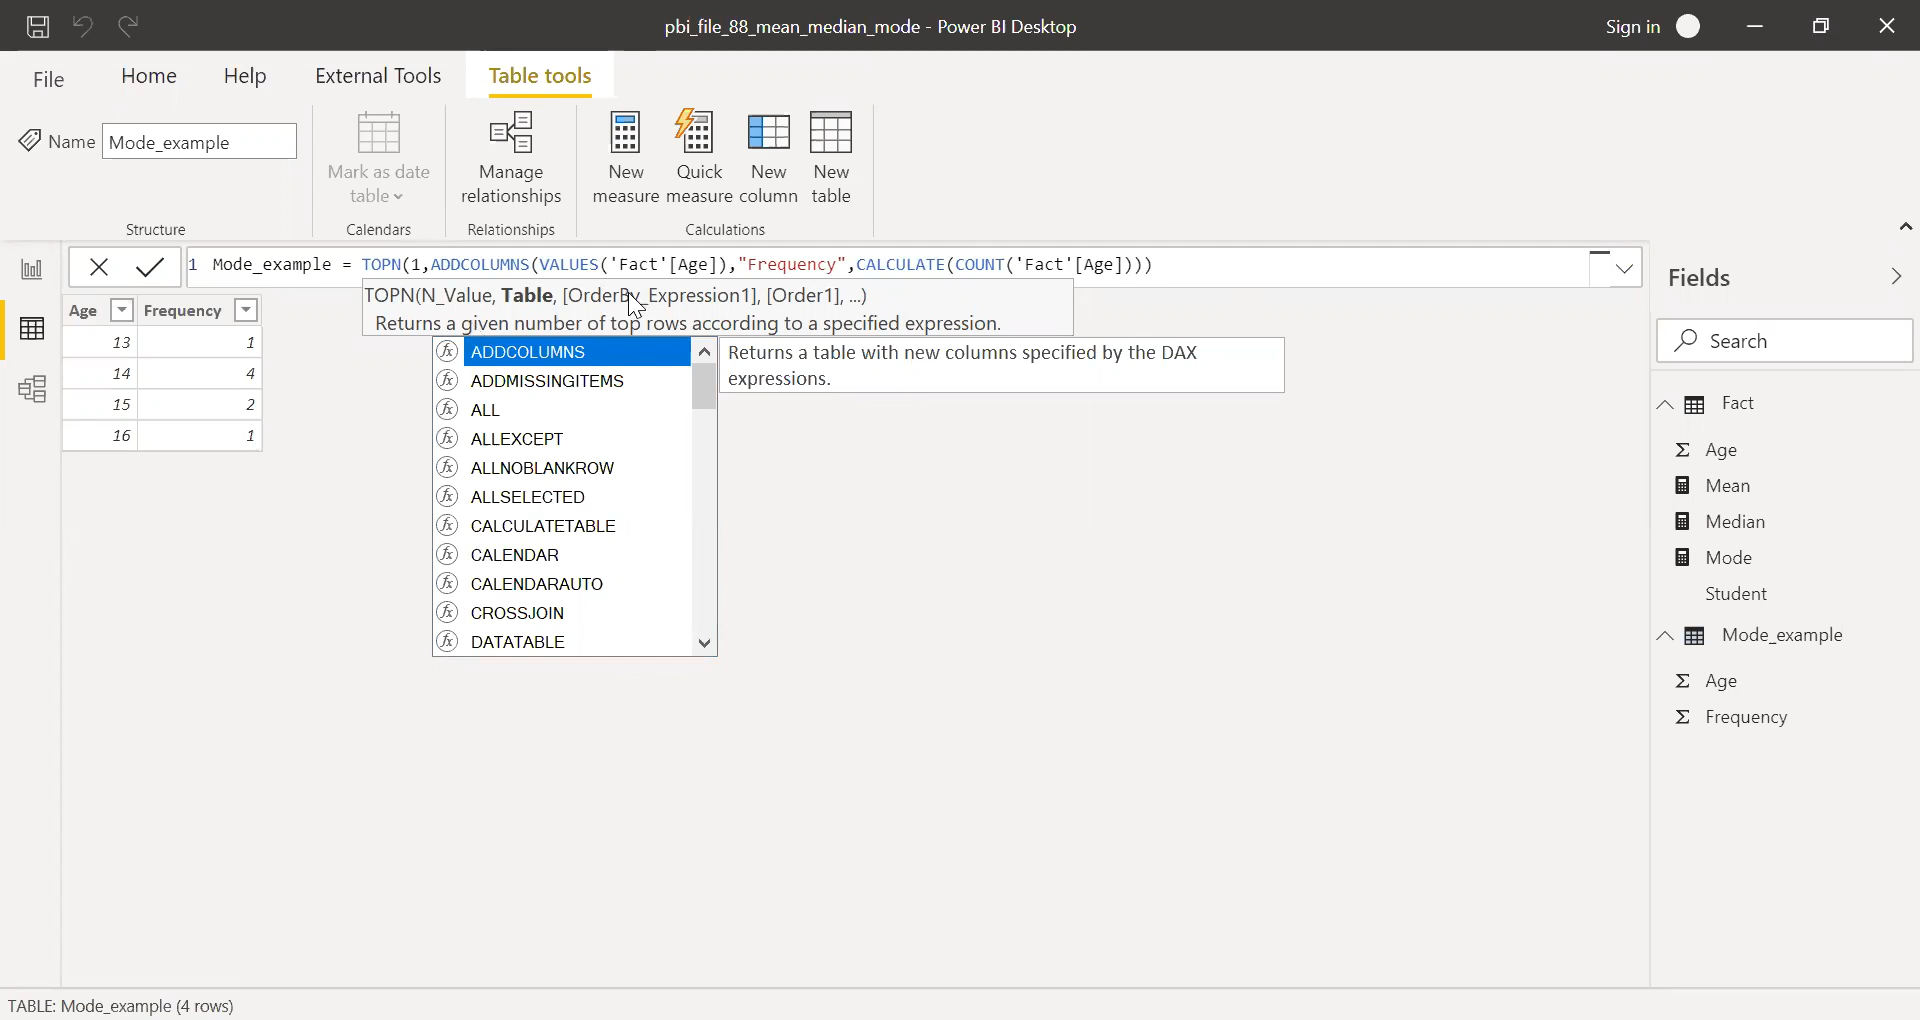 pbi_file_88_mean_median_mode - Power BI Desktop
Sign in
File
Home
Help
External Tools
Table tools
Name
Mode_example
Mark as date
table
Manage
relationships
New
measure
Quick
measure
New
column
New
table
Structure
Calendars
Relationships
Calculations
1 Mode_example = TOPN(1,ADDCOLUMNS(VALUES('Fact'[Age]),"Frequency",CALCULATE(COUNT('Fact'[Age])))
TOPN(N_Value, Table, [OrderBy_Expression1], [Order1], ...)
Returns a given number of top rows according to a specified expression.
Age Frequency
13 1
14 4
15 2
16 1
ADDCOLUMNS
ADDMISSINGITEMS
ALL
ALLEXCEPT
ALLNOBLANKROW
ALLSELECTED
CALCULATETABLE
CALENDAR
CALENDARAUTO
CROSSJOIN
DATATABLE
Returns a table with new columns specified by the DAX
expressions.
Fields
Search
Fact
Age
Mean
Median
Mode
Student
Mode_example
Age
Frequency
TABLE: Mode_example (4 rows)